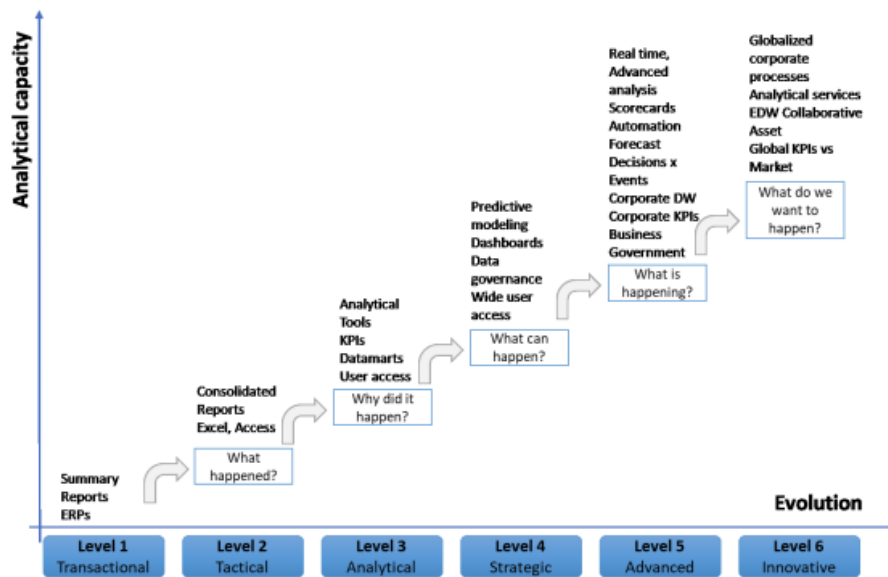 Analytical capacity
Summary
Reports
ERPs
Consolidated
Reports
Excel, Access
What
happened?
Analytical
Tools
KPIs
Datamarts
User access
Why did it
happen?
Predictive
modeling
Dashboards
Data
governance
Wide user
access
What can
happen?
Real time,
Advanced
analysis
Scorecards
Automation
Forecast
Decisions x
Events
Corporate DW
Corporate KPIs
Business
Government
What is
happening?
Globalized
corporate
processes
Analytical services
EDW Collaborative
Asset
Global KPIs vs
Market
What do we
want to
happen?
Evolution
Level 1
Transactional
Level 2
Tactical
Level 3
Analytical
Level 4
Strategic
Level 5
Advanced
Level 6
Innovative